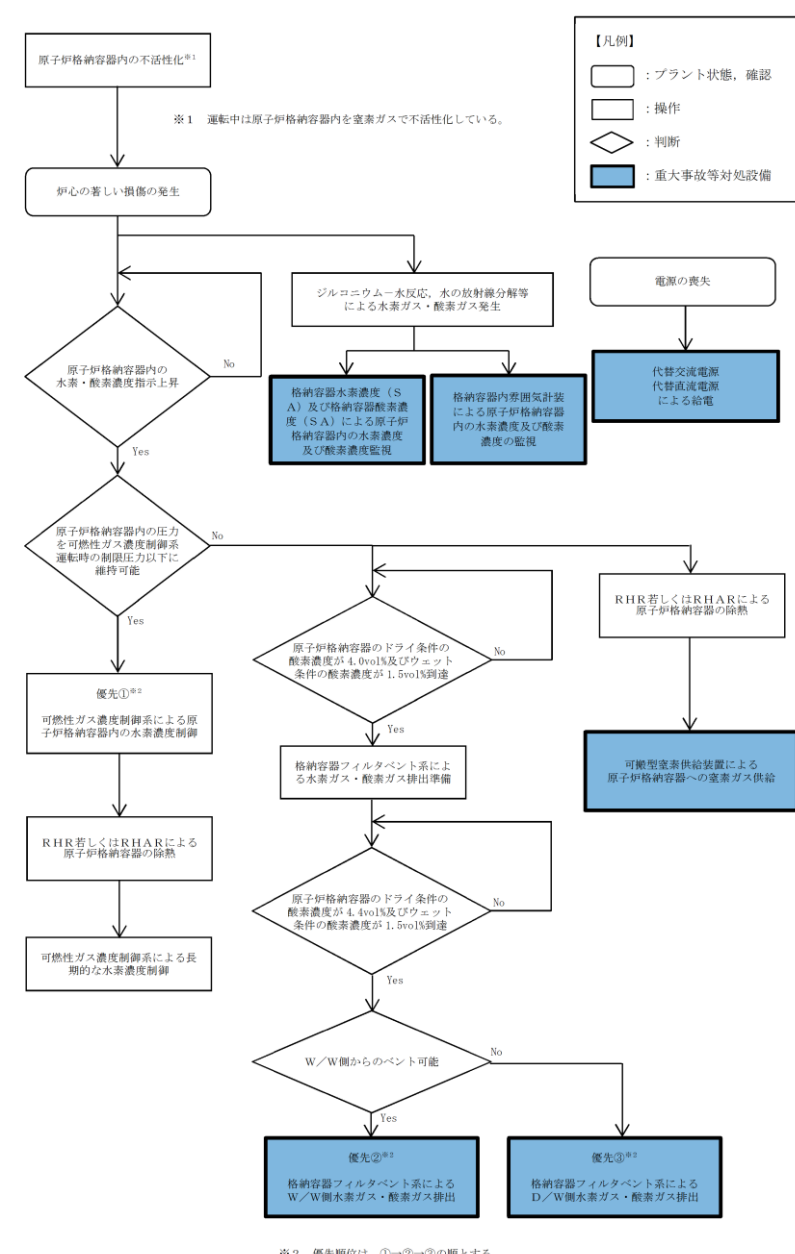 原子炉格納容器内の不活性化※1
【凡例】
：プラント状態，確認
：操作
：判断
：重大事故等対処設備
※１　運転中は原子炉格納容器内を窒素ガスで不活性化している。
炉心の著しい損傷の発生
ジルコニウム－水反応，水の放射線分解等
による水素ガス・酸素ガス発生
電源の喪失
原子炉格納容器内の
水素・酸素濃度指示上昇
No
Yes
格納容器水素濃度（Ｓ
Ａ）及び格納容器酸素濃
度（ＳＡ）による原子炉
格納容器内の水素濃度
及び酸素濃度監視
格納容器内雰囲気計装
による原子炉格納容器
内の水素濃度及び酸素
濃度の監視
代替交流電源
代替直流電源
による給電
原子炉格納容器内の圧力
を可燃性ガス濃度制御系
運転時の制限圧力以下に
維持可能
No
Yes
優先①※2
可燃性ガス濃度制御系による原
子炉格納容器内の水素濃度制御
ＲＨＲ若しくはＲＨＡＲによる
原子炉格納容器の除熱
可燃性ガス濃度制御系による長
期的な水素濃度制御
原子炉格納容器のドライ条件の
酸素濃度が 4.0vol%及びウェット
条件の酸素濃度が 1.5vol%到達
No
Yes
格納容器フィルタベント系によ
る水素ガス・酸素ガス排出準備
原子炉格納容器のドライ条件の
酸素濃度が 4.4vol%及びウェット
条件の酸素濃度が 1.5vol%到達
No
Yes
Ｗ／Ｗ側からのベント可能
No
Yes
優先②※2
格納容器フィルタベント系による
Ｗ／Ｗ側水素ガス・酸素ガス排出
優先③※2
格納容器フィルタベント系による
Ｄ／Ｗ側水素ガス・酸素ガス排出
ＲＨＲ若しくはＲＨＡＲによる
原子炉格納容器の除熱
可搬型窒素供給装置による
原子炉格納容器への窒素ガス供給
※２　優先順位は，①→②→③の順とする